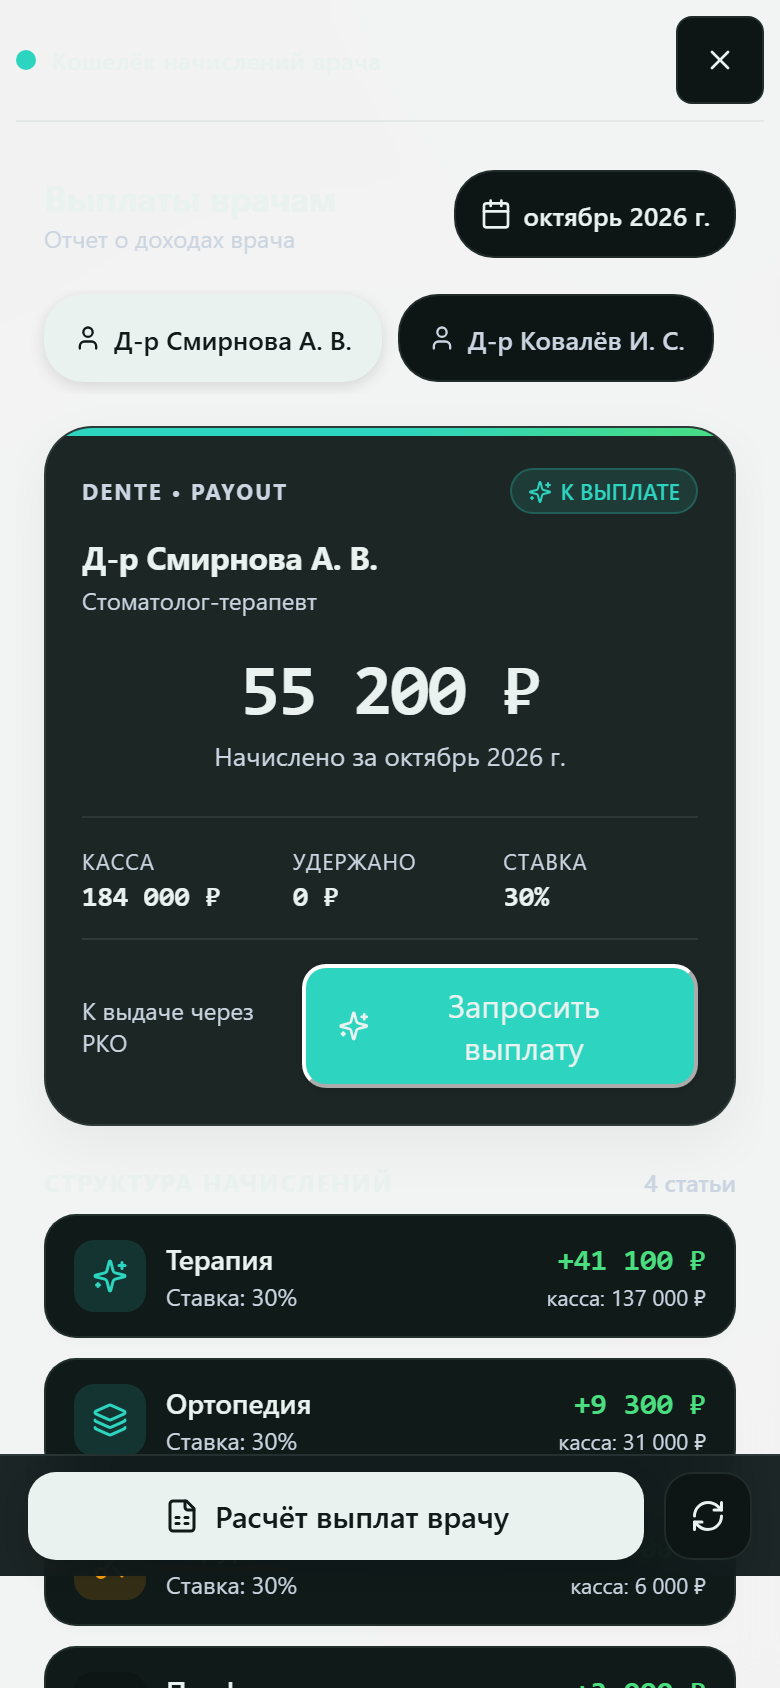 Кошелёк начислений врача
Выплаты врачам
Отчет о доходах врача
октябрь 2026 г.
Д-р Смирнова А. В.
Д-р Ковалёв И. С.
DENTE • PAYOUT
К ВЫПЛАТЕ
Д-р Смирнова А. В.
Стоматолог-терапевт
55 200 ₽
Начислено за октябрь 2026 г.
КАССА
УДЕРЖАНО
СТАВКА
184 000 ₽
0 ₽
30%
К выдаче через
РКО
Запросить
выплату
СТРУКТУРА НАЧИСЛЕНИЙ
4 статьи
Терапия
+41 100 ₽
Ставка: 30%
касса: 137 000 ₽
Ортопедия
+9 300 ₽
Ставка: 30%
касса: 31 000 ₽
Расчёт выплат врачу
Ставка: 30%
касса: 6 000 ₽